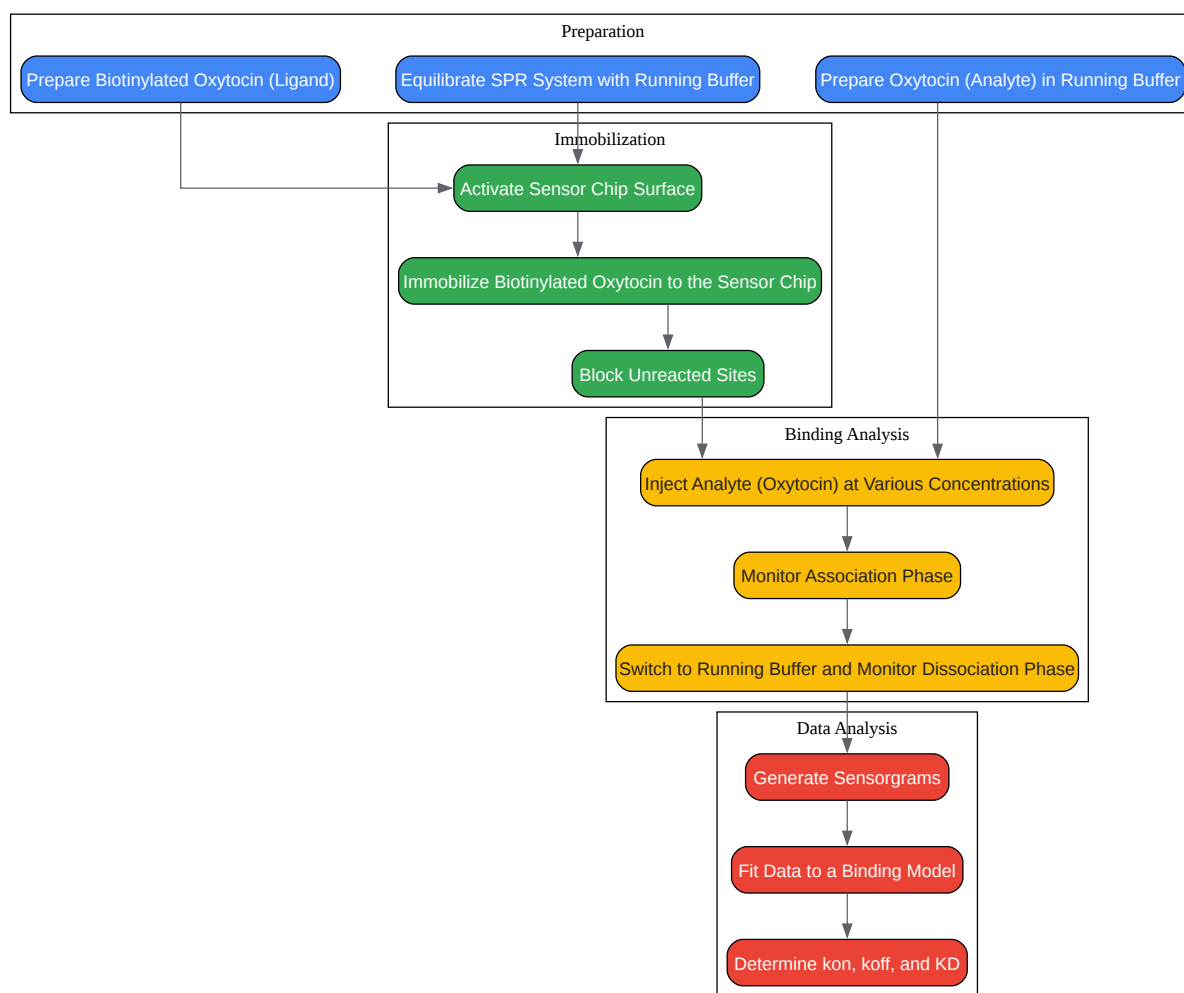 Preparation
Prepare Biotinylated Oxytocin (Ligand)
Equilibrate SPR System with Running Buffer
Prepare Oxytocin (Analyte) in Running Buffer
Immobilization
Activate Sensor Chip Surface
Immobilize Biotinylated Oxytocin to the Sensor Chip
Block Unreacted Sites
Binding Analysis
Inject Analyte (Oxytocin) at Various Concentrations
Monitor Association Phase
Switch to Running Buffer and Monitor Dissociation Phase
Data Analysis
Generate Sensorgrams
Fit Data to a Binding Model
Determine kon, koff, and KD